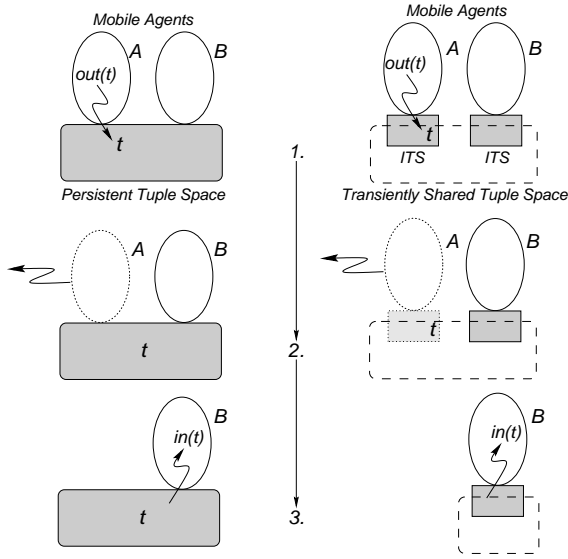 Mobile Agents
A
B
out(t)
t
Persistent Tuple Space
Mobile Agents
A
B
out(t)
t
ITS
ITS
Transiently Shared Tuple Space
1.
A
B
t
A
B
t
2.
B
in(t)
t
B
in(t)
3.